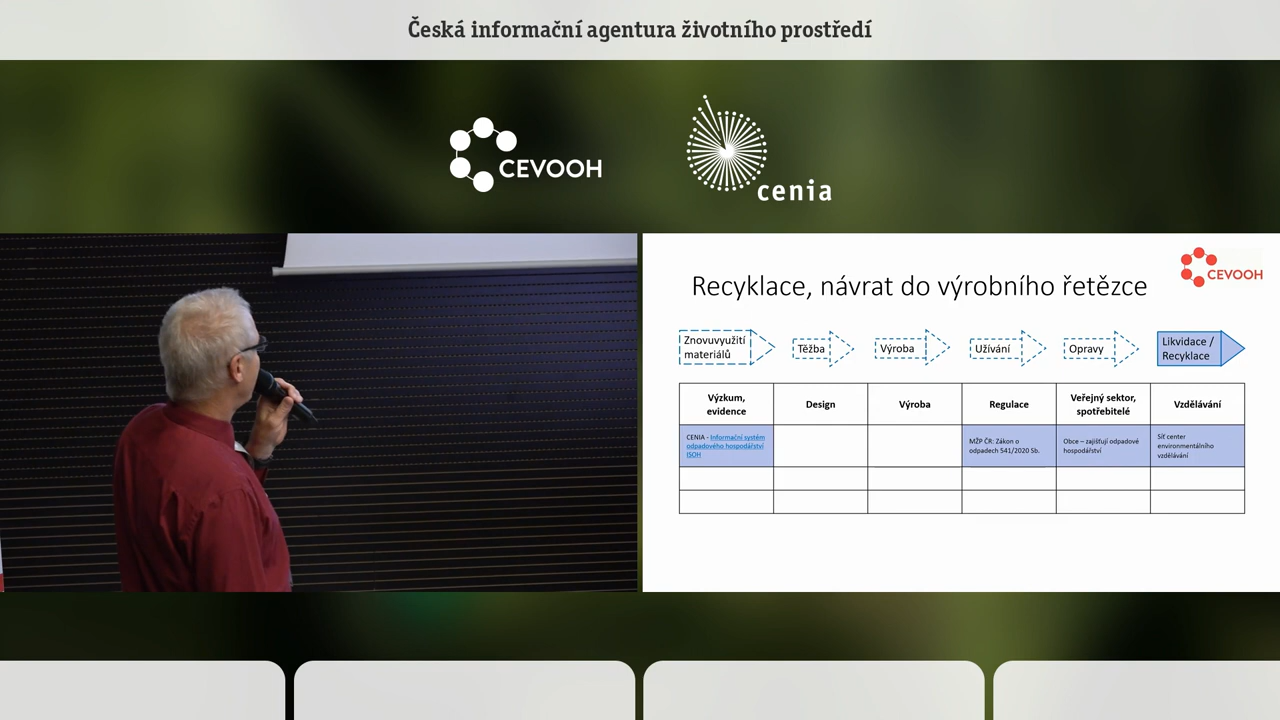 Česká informační agentura životního prostředí
CEVOOH
cenia
CEVOOH
Recyklace, návrat do výrobního řetězce
Znovuvyužití
materiálů
Těžba
Výroba
Užívání
Opravy
Likvidace /
Recyklace
Výzkum,
evidence
Design
Výroba
Regulace
Veřejný sektor,
spotřebitelé
Vzdělávání
CENIA - Informační systém
odpadového hospodářství
ISOH
MŽP ČR: Zákon o
odpadech 541/2020 Sb.
Obce – zajišťují odpadové
hospodářství
Síť center
environmentálního
vzdělávání